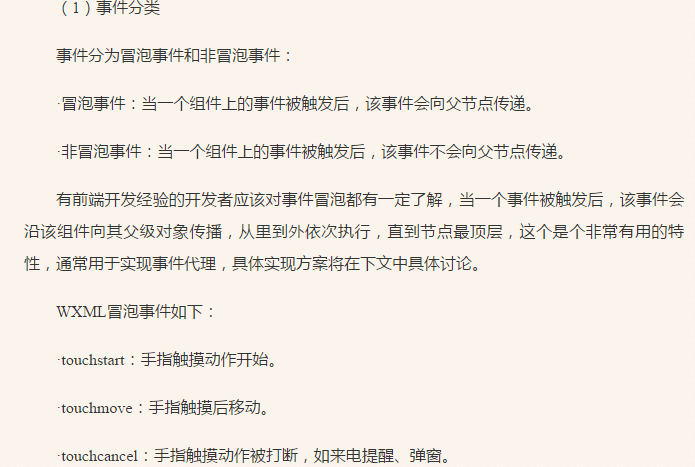 （1）事件分类
事件分为冒泡事件和非冒泡事件：
·冒泡事件：当一个组件上的事件被触发后，该事件会向父节点传递。
·非冒泡事件：当一个组件上的事件被触发后，该事件不会向父节点传递。
有前端开发经验的开发者应该对事件冒泡都有一定了解，当一个事件被触发后，该事件会
沿该组件向其父级对象传播，从里到外依次执行，直到节点最顶层，这个是个非常有用的特
性，通常用于实现事件代理，具体实现方案将在下文中具体讨论。
WXML冒泡事件如下：
·touchstart：手指触摸动作开始。
·touchmove：手指触摸后移动。
·touchcancel：手指触摸动作被打断，如来电提醒、弹窗。